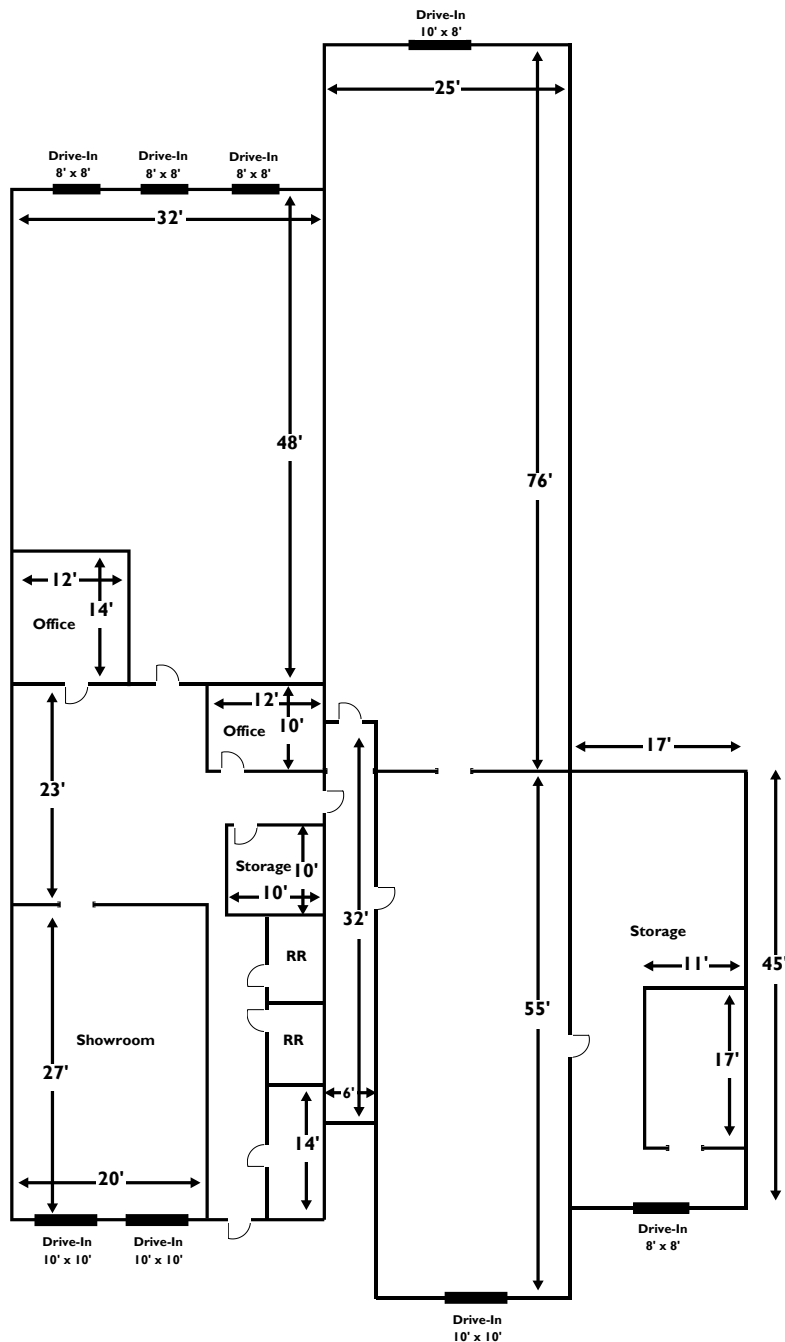 Drive-In
10' x 8'
25'
Drive-In
8' x 8'
Drive-In
8' x 8'
Drive-In
8' x 8'
32'
48'
76'
12'
14'
Office
12'
10'
Office
17'
23'
Storage
10'
10'
32'
Storage
RR
11'
45'
55'
Showroom
RR
17'
27'
6'
14'
20'
Drive-In
10' x 10'
Drive-In
10' x 10'
Drive-In
8' x 8'
Drive-In
10' x 10'